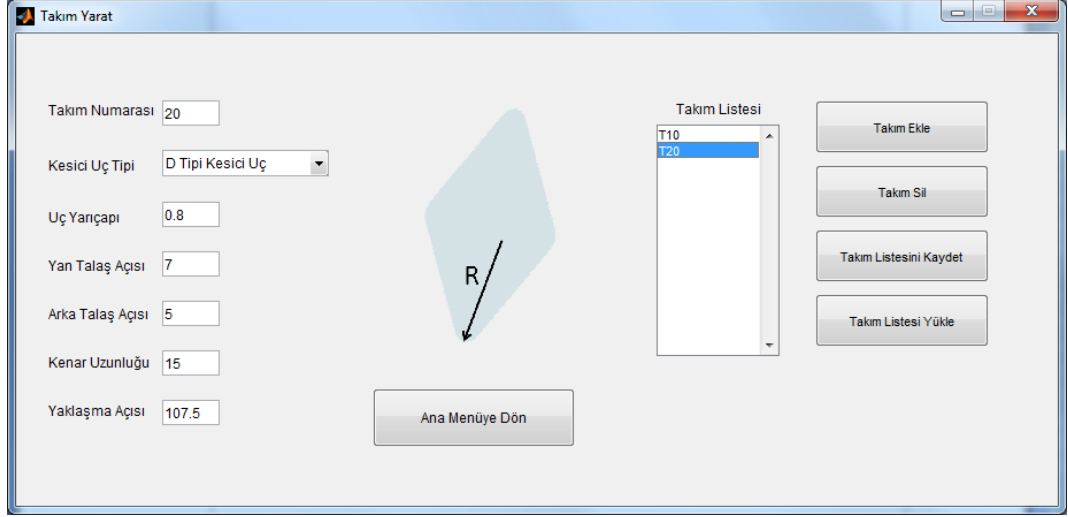 Takım Yarat
Takım Numarası 20
Kesici Uç Tipi D Tipi Kesici Uç
Uç Yarıçapı 0.8
Yan Talaş Açısı 7
Arka Talaş Açısı 5
Kenar Uzunluğu 15
Yaklaşma Açısı 107.5
R
Ana Menüye Dön
Takım Listesi
T10
T20
Takım Ekle
Takım Sil
Takım Listesini Kaydet
Takım Listesi Yükle